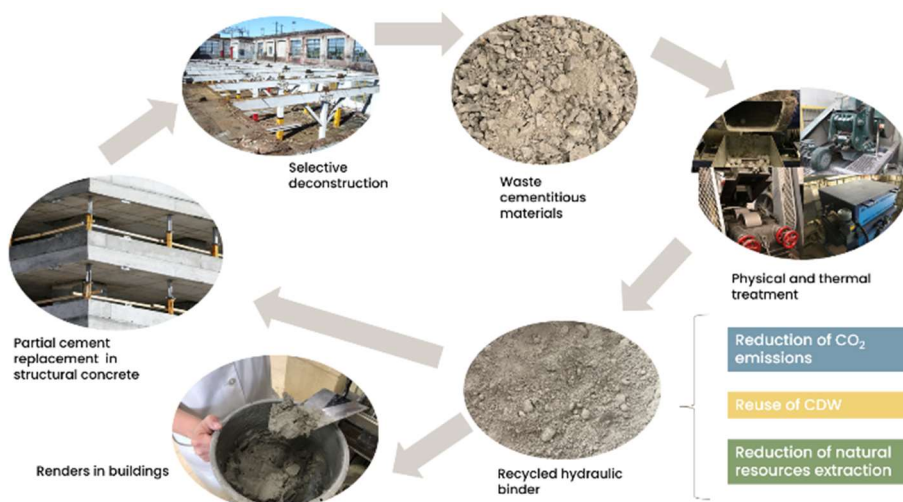 Selective
deconstruction
Waste
cementitious
materials
Physical and thermal
treatment
Partial cement
replacement in
structural concrete
Renders in buildings
Recycled hydraulic
binder
Reduction of CO₂
emissions
Reuse of CDW
Reduction of natural
resources extraction